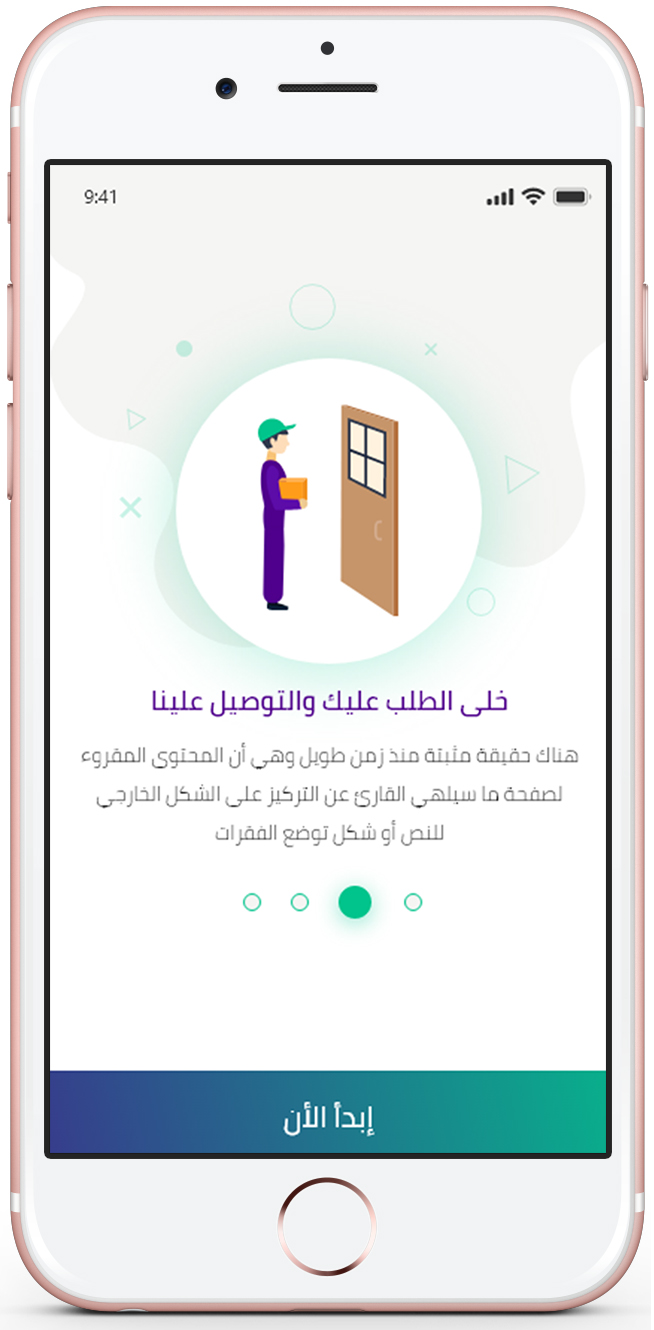 9:41
خلى الطلب عليك والتوصيل علينا
هناك حقيقة مثبتة منذ زمن طويل وهي أن المحتوى المقروء
لصفحة ما سيلهي القارئ عن التركيز على الشكل الخارجي
للنص أو شكل توضع الفقرات
إبدأ الأن